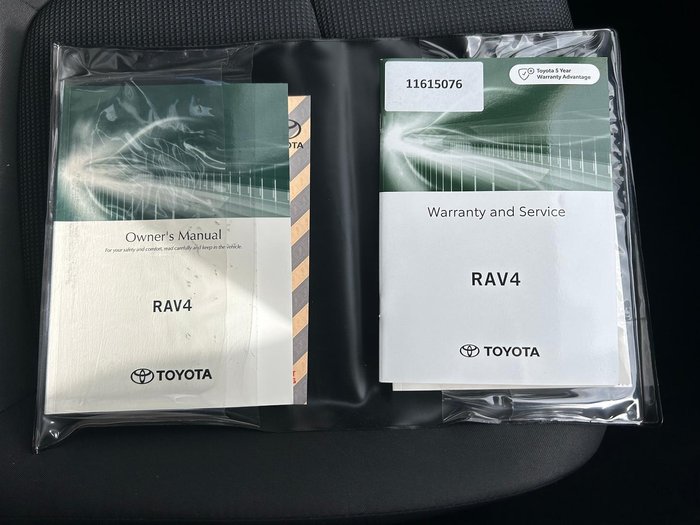 Owner's Manual
For your safety and comfort, read carefully and keep in the vehicle.
RAV4
TOYOTA
OTA
11615076
Toyota 5 Year
Warranty Advantage
Warranty and Service
RAV4
TOYOTA